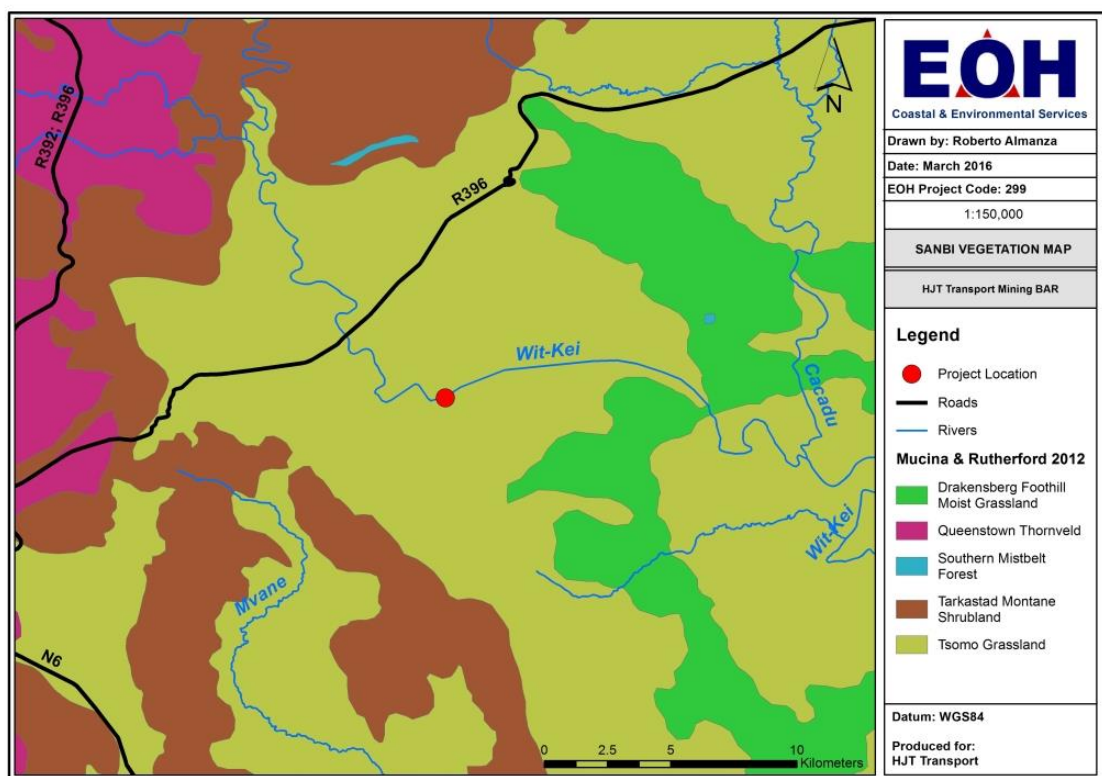 R392; R396
R396
Wit-Kei
Cacadu
Wit-Kei
Mvane
N6
N
0 2.5 5 10
Kilometers
EOH
Coastal & Environmental Services
Drawn by: Roberto Almanza
Date: March 2016
EOH Project Code: 299
1:150,000
SANBI VEGETATION MAP
HJT Transport Mining BAR
Legend
Project Location
Roads
Rivers
Mucina & Rutherford 2012
Drakensberg Foothill
Moist Grassland
Queenstown Thornveld
Southern Mistbelt
Forest
Tarkastad Montane
Shrubland
Tsomo Grassland
Datum: WGS84
Produced for:
HJT Transport